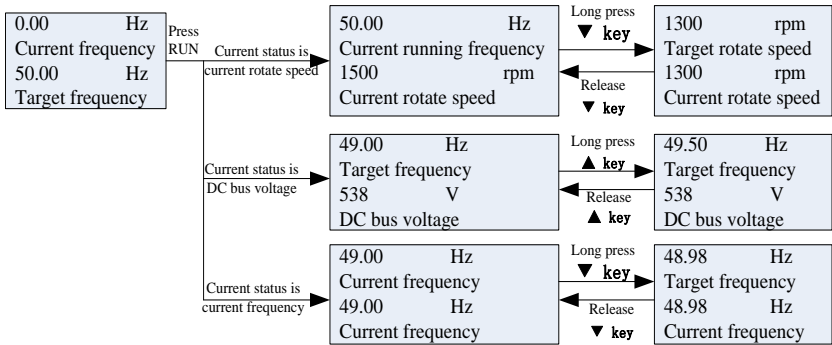 0.00 Hz
Current frequency
50.00 Hz
Target frequency
Press
RUN
Current status is
current rotate speed
50.00 Hz
Current running frequency
1500 rpm
Current rotate speed
Long press
▼ key
Release
▼ key
1300 rpm
Target rotate speed
1300 rpm
Current rotate speed
Current status is
DC bus voltage
49.00 Hz
Target frequency
538 V
DC bus voltage
Long press
▲ key
Release
▲ key
49.50 Hz
Target frequency
538 V
DC bus voltage
Current status is
current frequency
49.00 Hz
Current frequency
49.00 Hz
Current frequency
Long press
▼ key
Release
▼ key
48.98 Hz
Target frequency
48.98 Hz
Current frequency